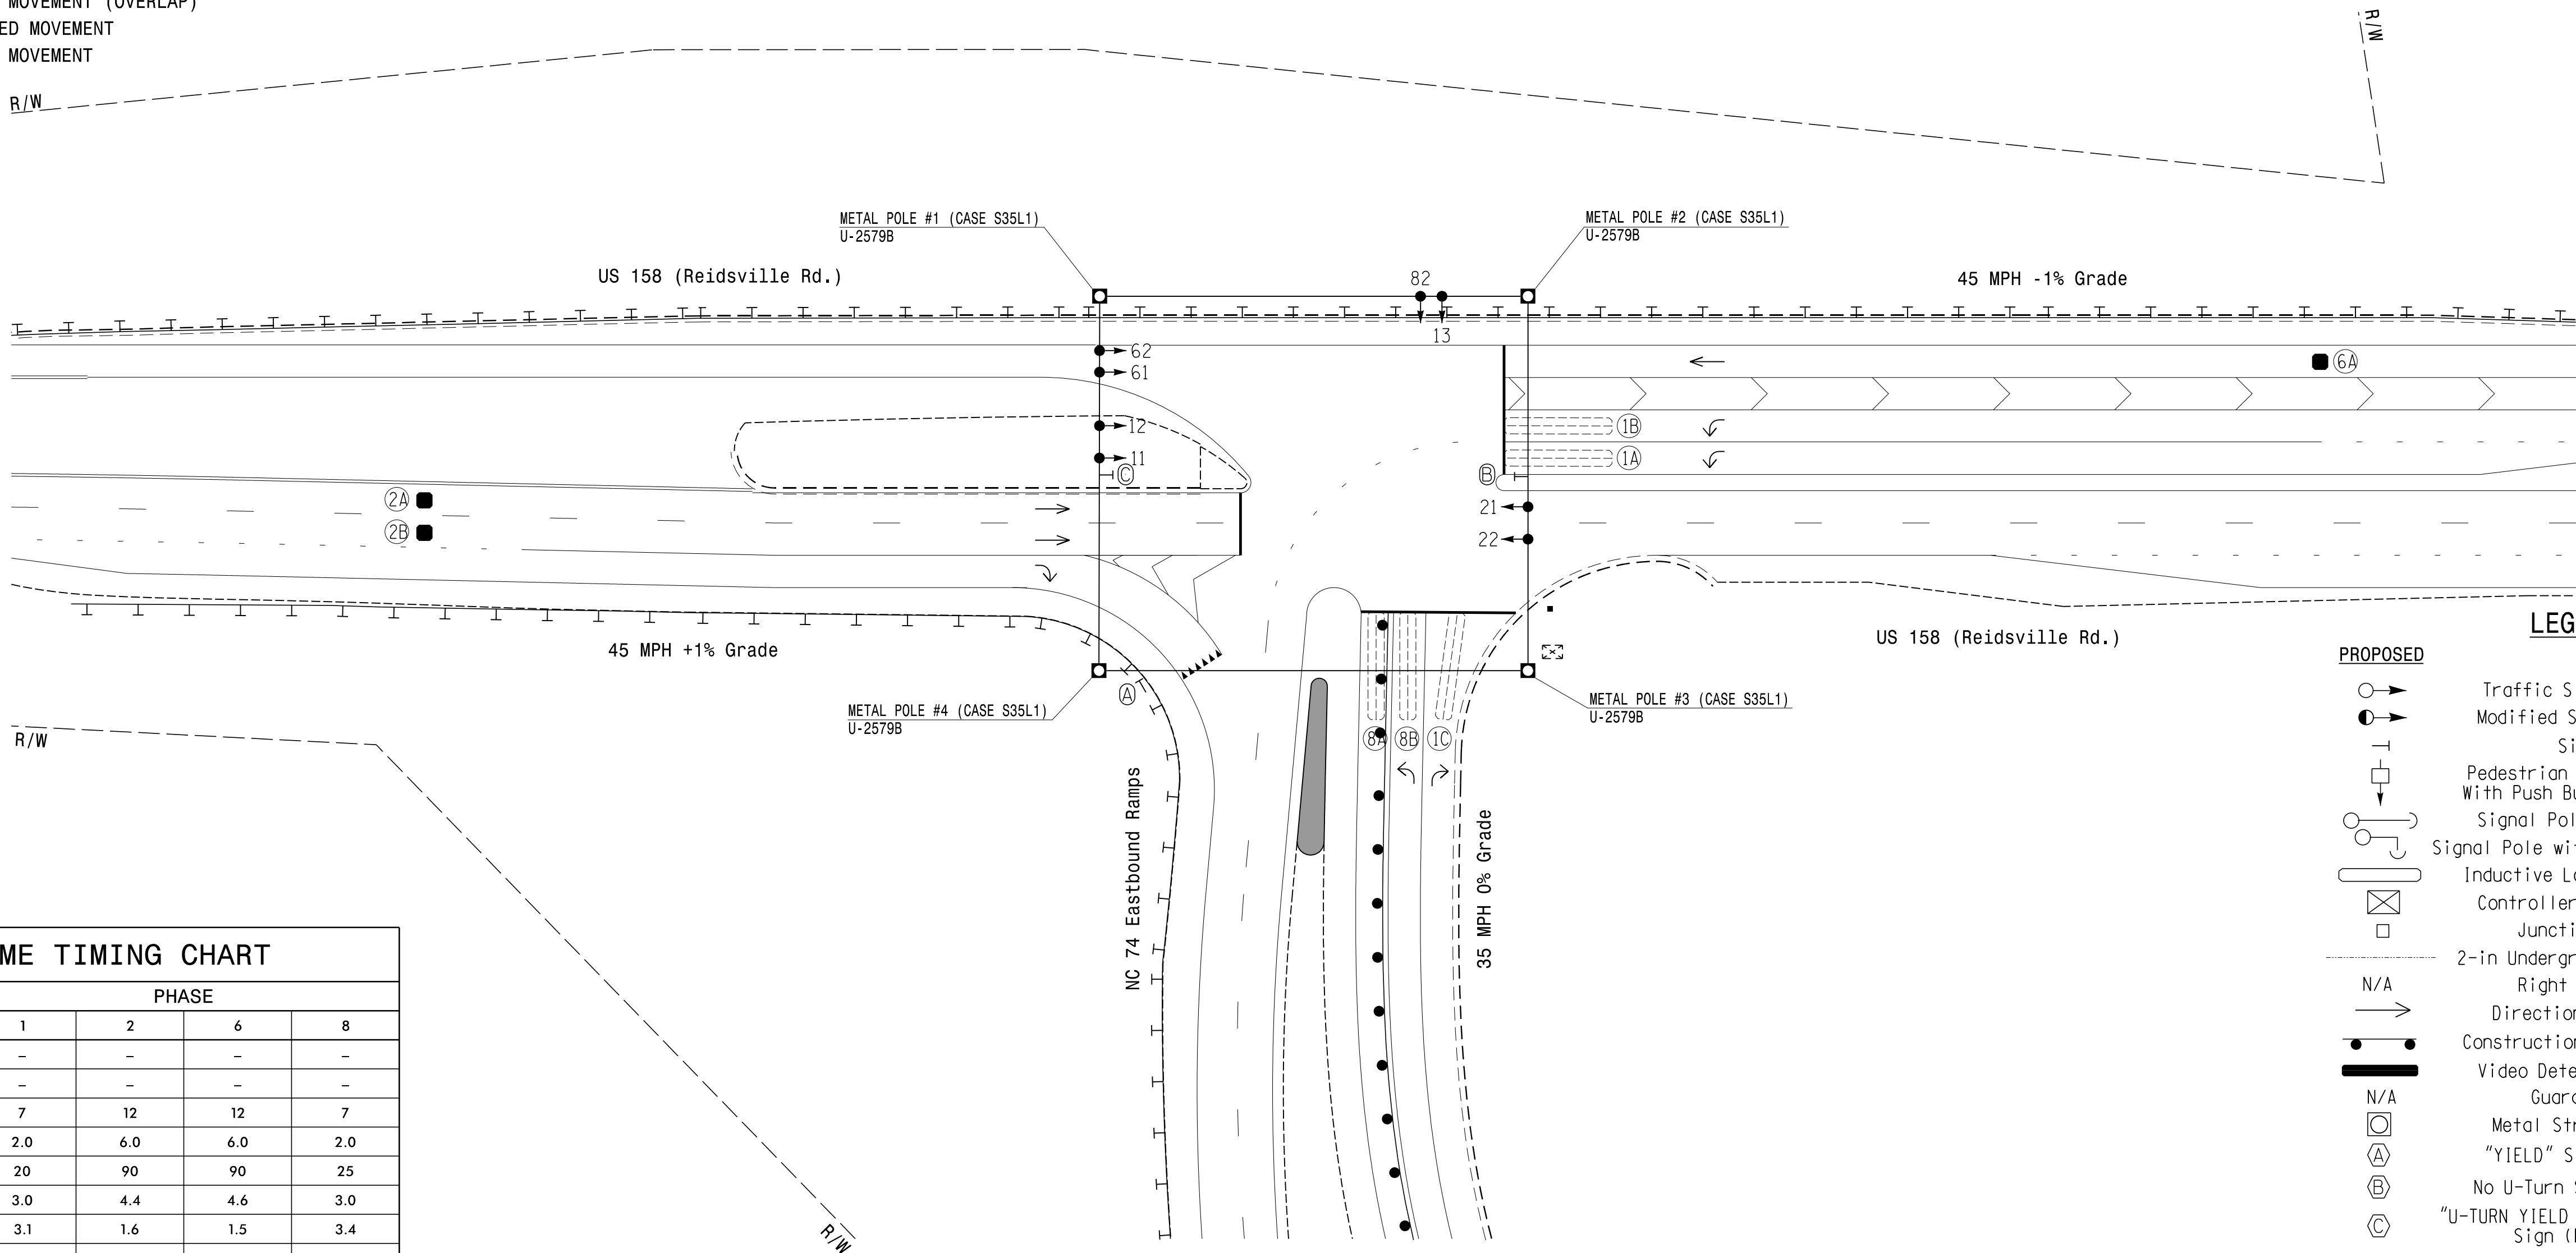 MOVEMENT (OVERLAP)
ED MOVEMENT
MOVEMENT
R/W
R/W
METAL POLE #1 (CASE S35L1)
U-2579B
METAL POLE #2 (CASE S35L1)
U-2579B
US 158 (Reidsville Rd.)
82
45 MPH -1% Grade
13
62
61
6A
12
1B
11
1A
C
B
2A
21
2B
22
45 MPH +1% Grade
US 158 (Reidsville Rd.)
A
METAL POLE #4 (CASE S35L1)
U-2579B
METAL POLE #3 (CASE S35L1)
U-2579B
R/W
8A
8B
1C
NC 74 Eastbound Ramps
35 MPH 0% Grade
R/W
ME TIMING CHART
PHASE
1 2 6 8
– – – –
– – – –
7 12 12 7
2.0 6.0 6.0 2.0
20 90 90 25
3.0 4.4 4.6 3.0
3.1 1.6 1.5 3.4
LEG
PROPOSED
Traffic S
Modified S
Si
Pedestrian
With Push Bu
Signal Pol
Signal Pole wit
Inductive Lo
Controller
Juncti
2-in Undergr
N/A Right
Direction
Construction
Video Dete
N/A Guard
Metal Str
A "YIELD" S
B No U-Turn
C "U-TURN YIELD
Sign (